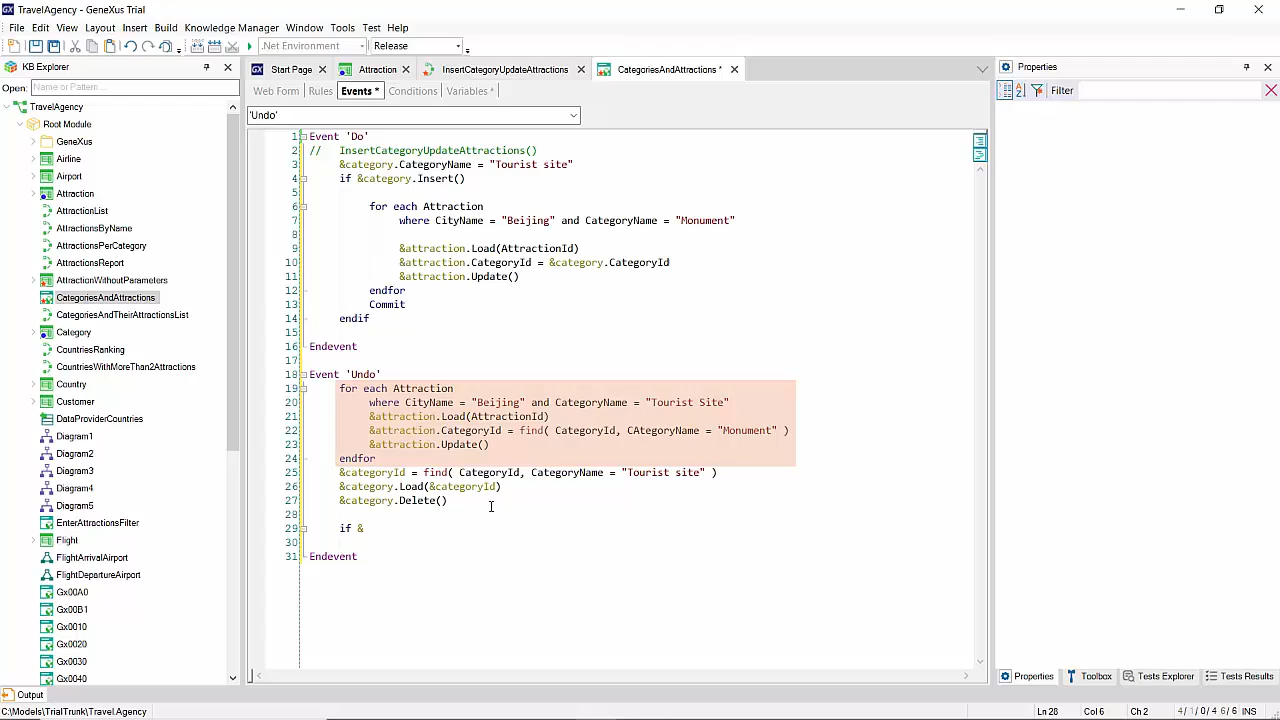 TravelAgency - GeneXus Trial
File Edit View Layout Insert Build Knowledge Manager Window Tools Test Help
.Net Environment Release
KB Explorer
Start Page Attraction InsertCategoryUpdateAttractions CategoriesAndAttractions *
Properties
Open: Name or Pattern...
Web Form Rules Events * Conditions Variables *
Filter
TravelAgency
Root Module
GeneXus
Airline
Airport
Attraction
AttractionList
AttractionsByName
AttractionsPerCategory
AttractionsReport
AttractionWithoutParameters
CategoriesAndAttractions
CategoriesAndTheirAttractionsList
Category
CountriesRanking
CountriesWithMoreThan2Attractions
Country
Customer
DataProviderCountries
Diagram1
Diagram2
Diagram3
Diagram4
Diagram5
EnterAttractionsFilter
Flight
FlightArrivalAirport
FlightDepartureAirport
Gx00A0
Gx00B1
Gx0010
Gx0020
Gx0030
Gx0040
'Undo'
1 Event 'Do'
2 // InsertCategoryUpdateAttractions()
3 &category.CategoryName = "Tourist site"
4 if &category.Insert()
5
6 for each Attraction
7 where CityName = "Beijing" and CategoryName = "Monument"
8
9 &attraction.Load(AttractionId)
10 &attraction.CategoryId = &category.CategoryId
11 &attraction.Update()
12 endfor
13 Commit
14 endif
15
16 Endevent
17
18 Event 'Undo'
19 for each Attraction
20 where CityName = "Beijing" and CategoryName = "Tourist Site"
21 &attraction.Load(AttractionId)
22 &attraction.CategoryId = find( CategoryId, CAtegoryName = "Monument" )
23 &attraction.Update()
24 endfor
25 &categoryId = find( CategoryId, CategoryName = "Tourist site" )
26 &category.Load(&categoryId)
27 &category.Delete()
28
29 if &
30
31 Endevent
Properties Toolbox Tests Explorer Tests Results
Output
C:\Models\TrialTrunk\Travel.Agency
Ln 28 Col 6 Ch 2 4/ 1/ 0/ 4 6/ 6 INS